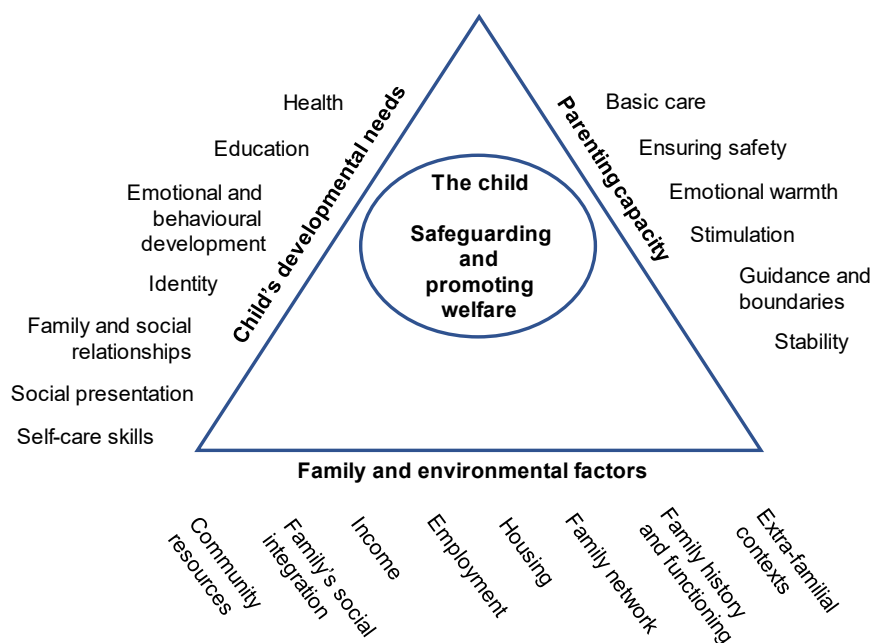 Health
Education
Emotional and
behavioural
development
Identity
Family and social
relationships
Social presentation
Self-care skills
Child's developmental needs
The child
Safeguarding
and
promoting
welfare
Parenting capacity
Basic care
Ensuring safety
Emotional warmth
Stimulation
Guidance and
boundaries
Stability
Family and environmental factors
Community
resources
Family's social
integration
Income
Employment
Housing
Family network
Family history
and functioning
Extra-familial
contexts